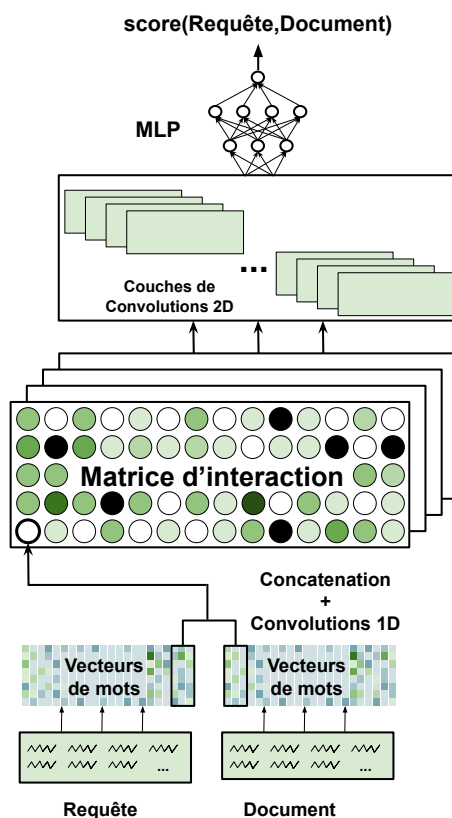 score(Requête,Document)
MLP
...
Couches de
Convolutions 2D
Matrice d'interaction
Concatenation
+
Convolutions 1D
Vecteurs
de mots
Vecteurs
de mots
...
...
Requête
Document